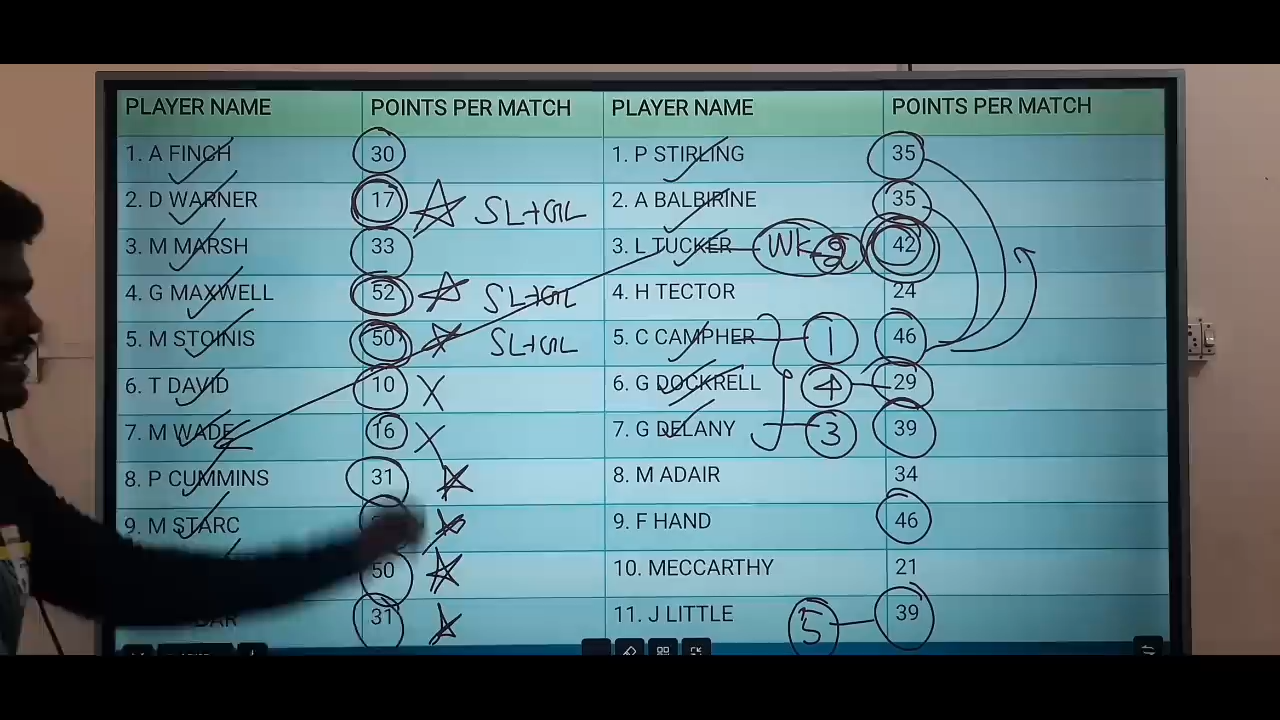 PLAYER NAME POINTS PER MATCH PLAYER NAME POINTS PER MATCH
1. A FINCH 30 1. P STIRLING 35
2. D WARNER 17 SL+GL 2. A BALBIRINE 35
3. M MARSH 33 3. L TUCKER WK 2 42
4. G MAXWELL 52 SL+GL 4. H TECTOR 24
5. M STOINIS 50 SL+GL 5. C CAMPHER 1 46
6. T DAVID 10 X 6. G DOCKRELL 4 29
7. M WADE 16 X 7. G DELANY 3 39
8. P CUMMINS 31 8. M ADAIR 34
9. M STARC 9. F HAND 46
50 10. MECCARTHY 21
31 11. J LITTLE 5 39